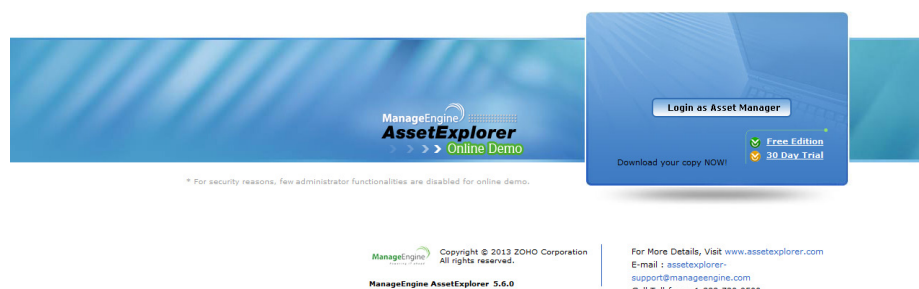 Login as Asset Manager
ManageEngine
AssetExplorer
> > > > Online Demo
Free Edition
30 Day Trial
Download your copy NOW!
* For security reasons, few administrator functionalities are disabled for online demo.
ManageEngine
Copyright © 2013 ZOHO Corporation
All rights reserved.
ManageEngine AssetExplorer 5.6.0
For More Details, Visit www.assetexplorer.com
E-mail : assetexplorer-
support@manageengine.com